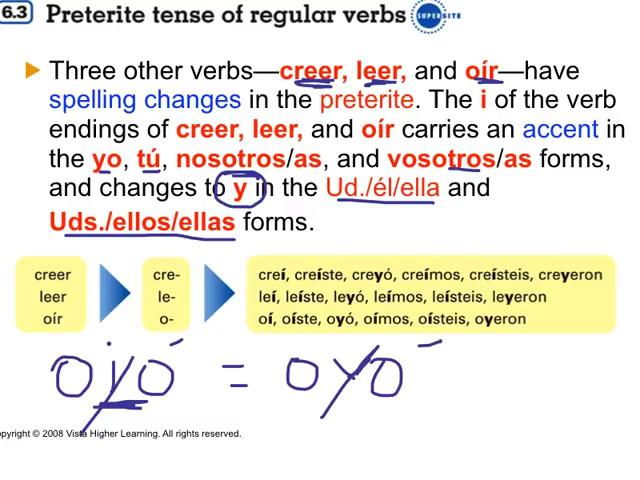 6.3 Preterite tense of regular verbs SUPERSITE
Three other verbs—creer, leer, and oír—have
spelling changes in the preterite. The i of the verb
endings of creer, leer, and oír carries an accent in
the yo, tú, nosotros/as, and vosotros/as forms,
and changes to y in the Ud./él/ella and
Uds./ellos/ellas forms.
creer cre- creí, creíste, creyó, creímos, creísteis, creyeron
leer le- leí, leíste, leyó, leímos, leísteis, leyeron
oír o- oí, oíste, oyó, oímos, oísteis, oyeron
oyó = oyó
opyright © 2008 Vista Higher Learning. All rights reserved.